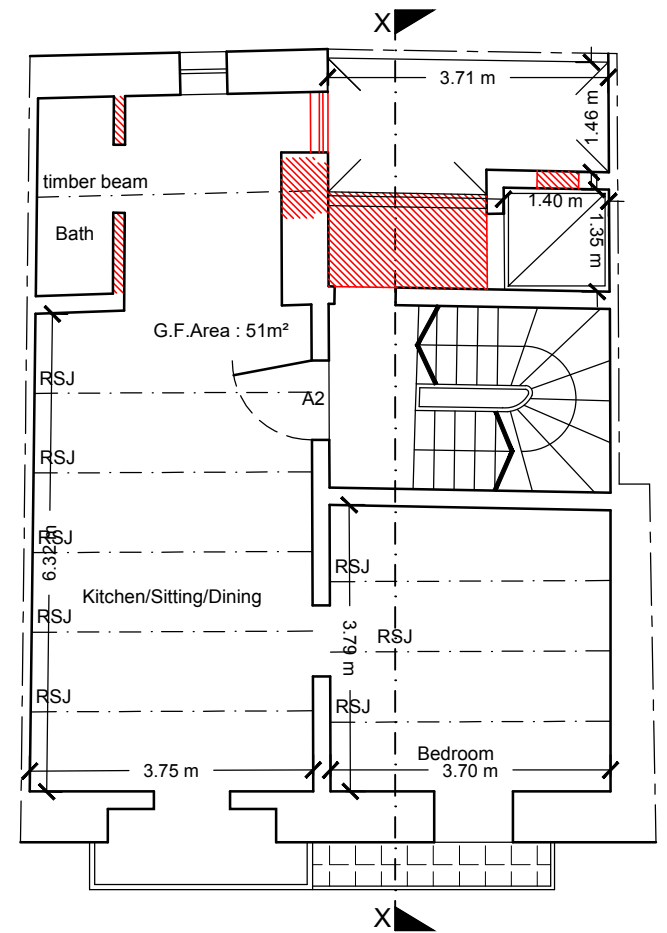 X
3.71 m
1.46 m
timber beam
1.40 m
Bath
1.35 m
G.F.Area : 51m²
RSJ
A2
RSJ
RSJ
6.32 m
RSJ
Kitchen/Sitting/Dining
RSJ
3.79 m
RSJ
RSJ
RSJ
Bedroom
3.75 m
3.70 m
X